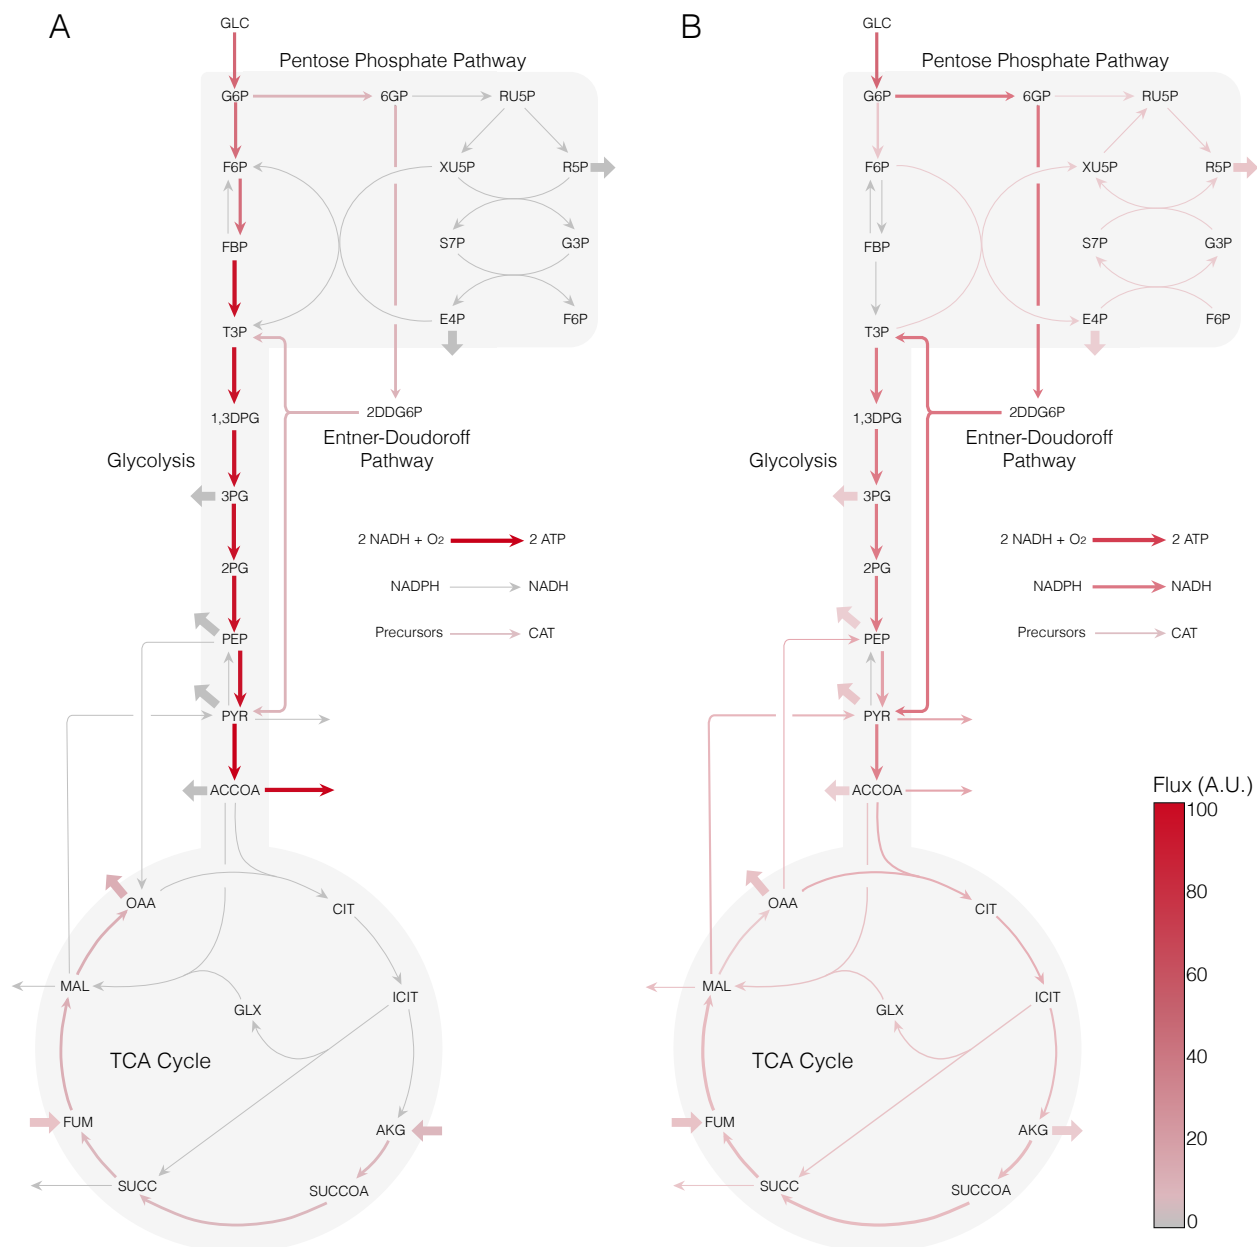 A
GLC
Pentose Phosphate Pathway
G6P
6GP
RU5P
F6P
XU5P
R5P
FBP
S7P
G3P
T3P
E4P
F6P
1,3DPG
2DDG6P
Entner-Doudoroff
Pathway
Glycolysis
3PG
2 NADH + O2
2 ATP
2PG
NADPH
NADH
PEP
Precursors
CAT
PYR
ACCOA
OAA
CIT
MAL
ICIT
GLX
TCA Cycle
FUM
AKG
SUCC
SUCCOA
B
GLC
Pentose Phosphate Pathway
G6P
6GP
RU5P
F6P
XU5P
R5P
FBP
S7P
G3P
T3P
E4P
F6P
1,3DPG
2DDG6P
Entner-Doudoroff
Pathway
Glycolysis
3PG
2 NADH + O2
2 ATP
2PG
NADPH
NADH
PEP
Precursors
CAT
PYR
ACCOA
OAA
CIT
MAL
ICIT
GLX
TCA Cycle
FUM
AKG
SUCC
SUCCOA
Flux (A.U.)
100
80
60
40
20
0